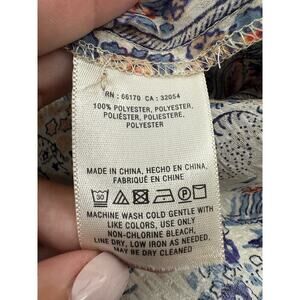 RN : 66170 CA : 32054
100% POLYESTER, POLYESTER,
POLIÉSTER, POLIESTERE,
POLYESTER
MADE IN CHINA, HECHO EN CHINA,
FABRIQUÉ EN CHINE
30
MACHINE WASH COLD GENTLE WITH
LIKE COLORS, USE ONLY
NON-CHLORINE BLEACH,
LINE DRY, LOW IRON AS NEEDED.
MAY BE DRY CLEANED